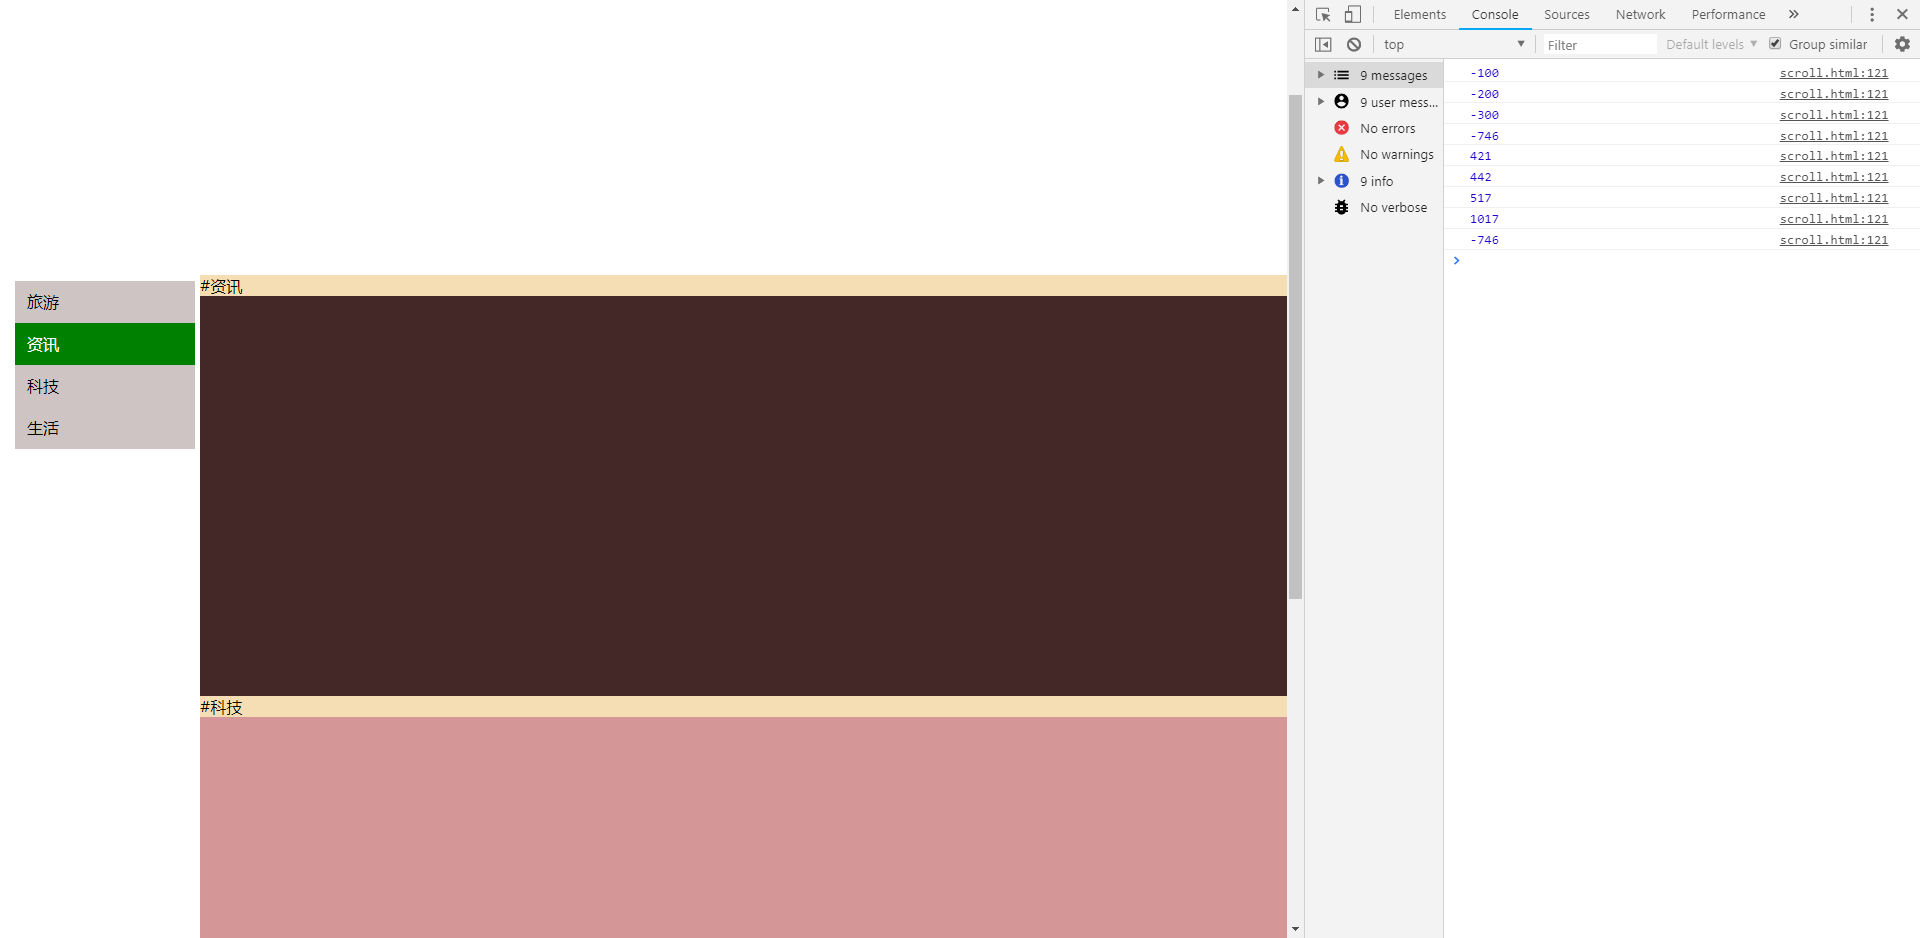 旅游
资讯
科技
生活
#资讯
#科技
Elements Console Sources Network Performance
top Filter Default levels Group similar
9 messages
9 user mess...
No errors
No warnings
9 info
No verbose
-100 scroll.html:121
-200 scroll.html:121
-300 scroll.html:121
-746 scroll.html:121
421 scroll.html:121
442 scroll.html:121
517 scroll.html:121
1017 scroll.html:121
-746 scroll.html:121